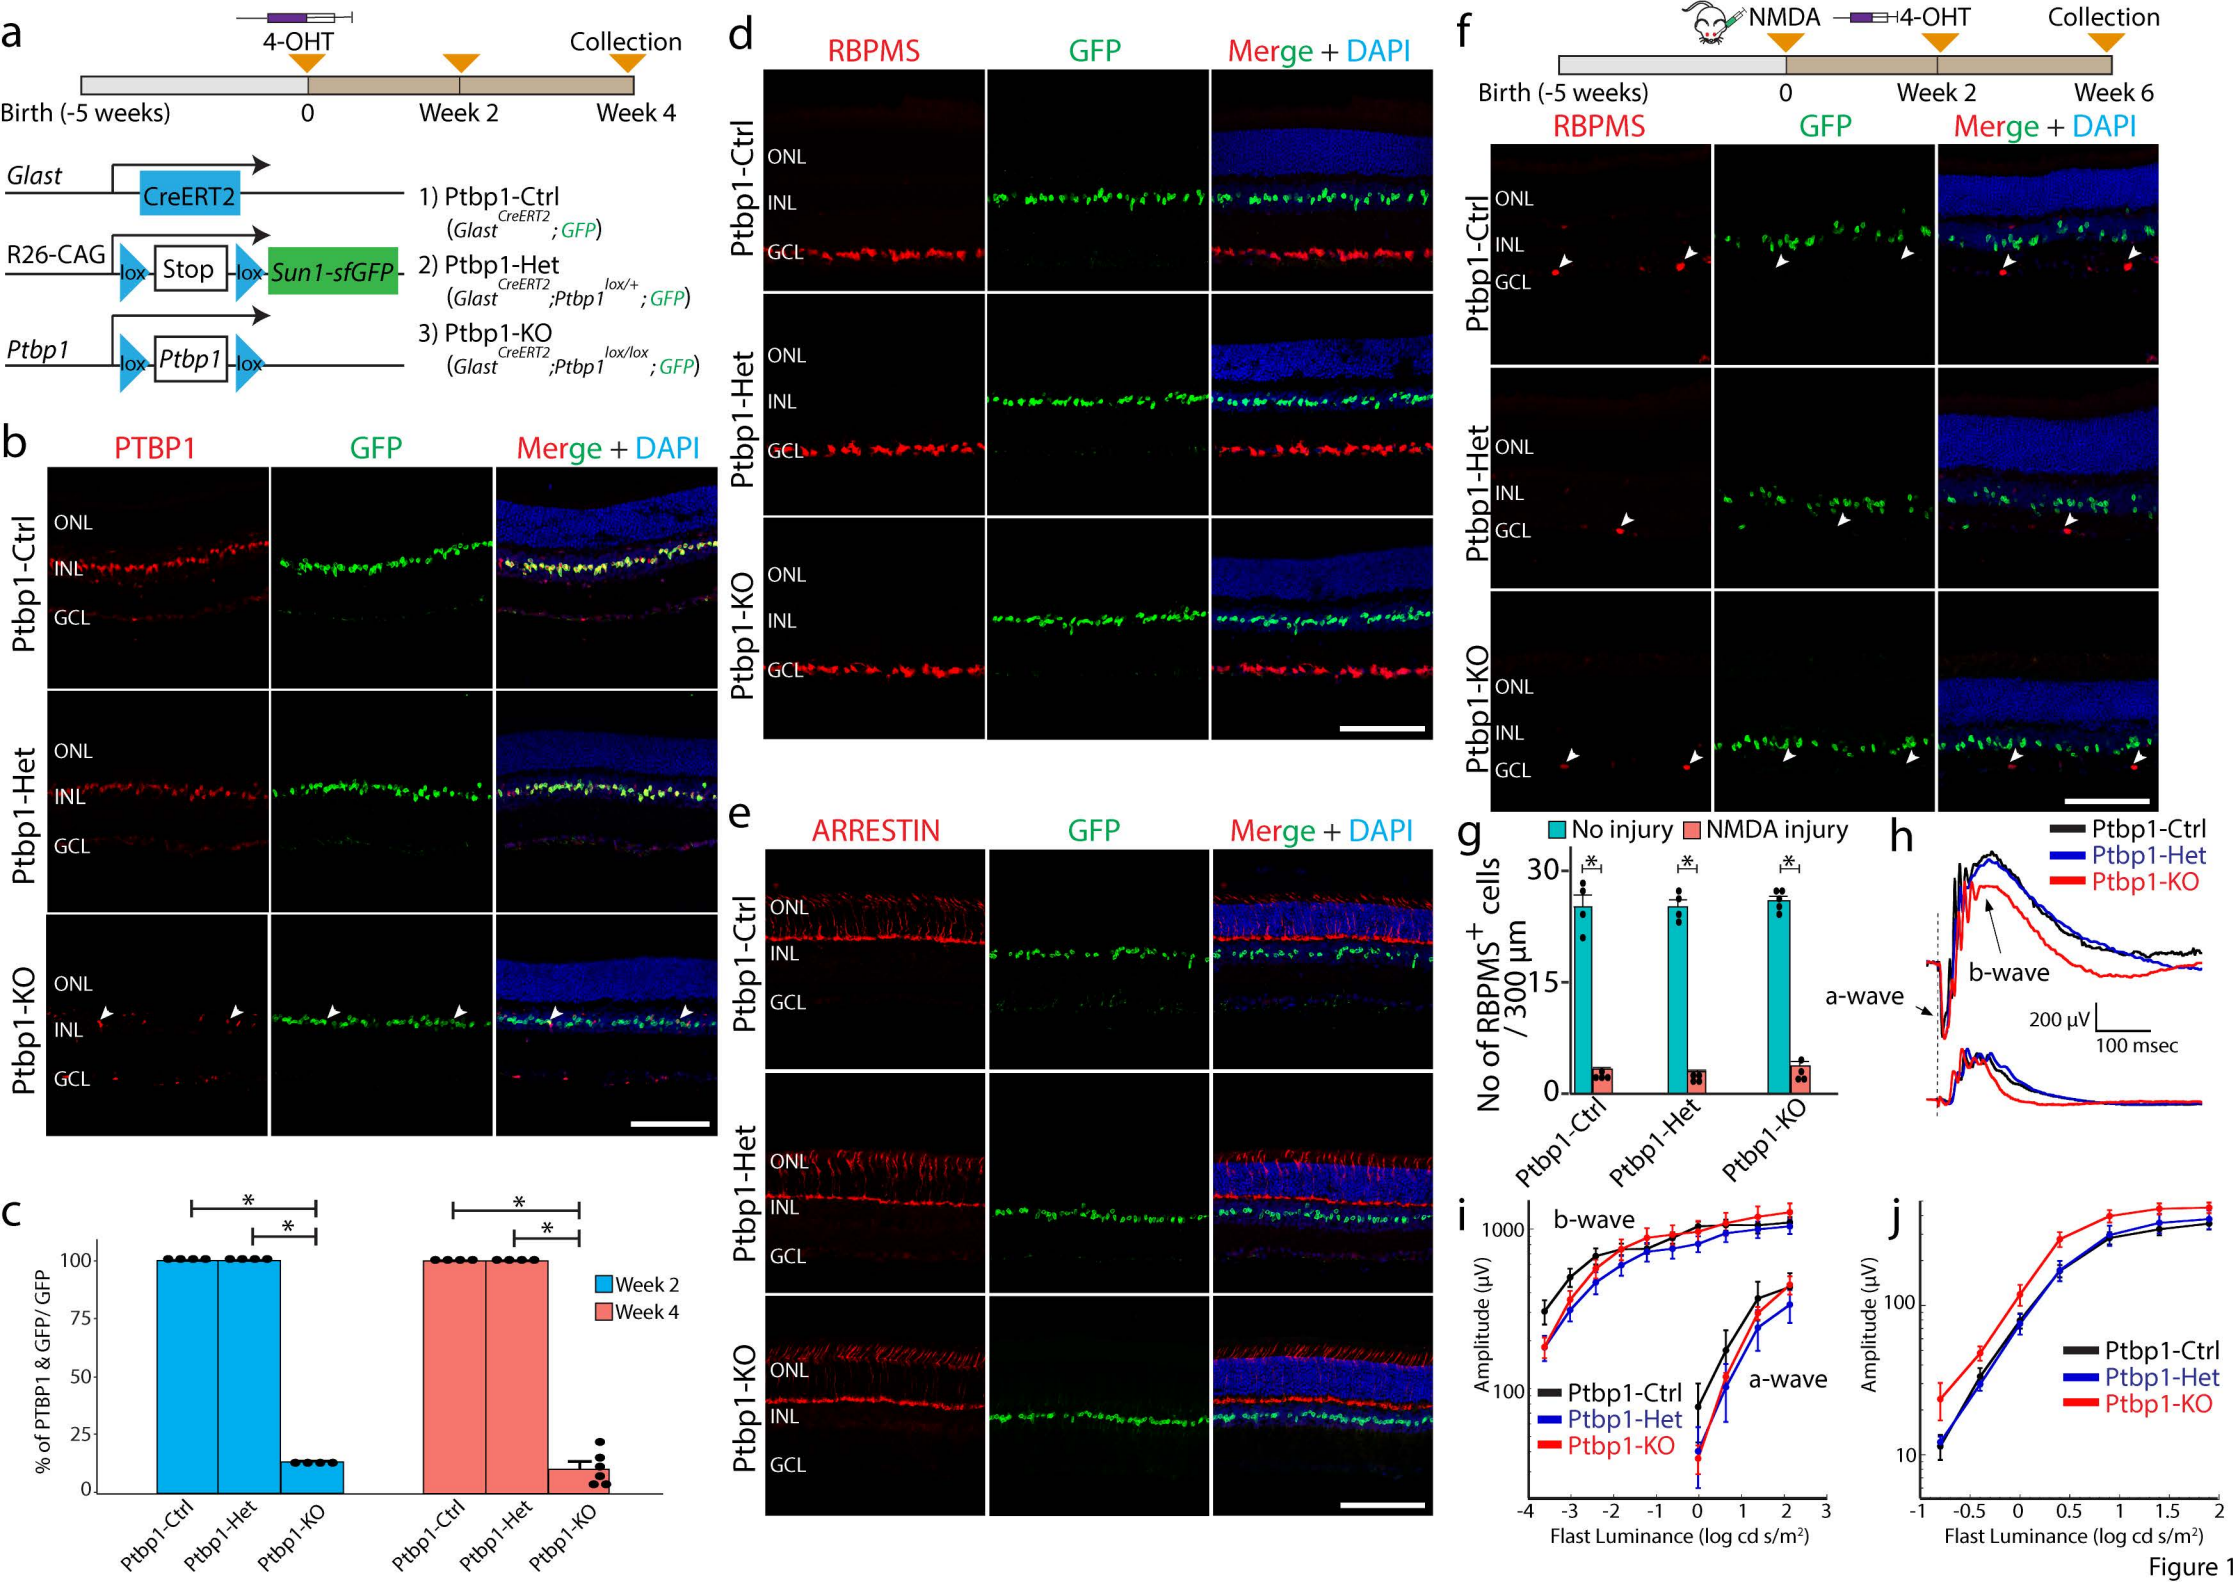 a
4-OHT
Collection
Birth (-5 weeks)
0
Week 2
Week 4
Glast
CreERT2
R26-CAG
lox
Stop
lox
Sun1-sfGFP
Ptbp1
lox
Ptbp1
lox
1) Ptbp1-Ctrl
(Glast CreERT2 ; GFP)
2) Ptbp1-Het
(Glast CreERT2 ;Ptbp1 lox/+ ; GFP)
3) Ptbp1-KO
(Glast CreERT2 ;Ptbp1 lox/lox ; GFP)
b
PTBP1
GFP
Merge + DAPI
Ptbp1-Ctrl
ONL
INL
GCL
Ptbp1-Het
ONL
INL
GCL
Ptbp1-KO
ONL
INL
GCL
c
% of PTBP1 & GFP/ GFP
100
75
50
25
0
*
*
*
*
Week 2
Week 4
Ptbp1-Ctrl
Ptbp1-Het
Ptbp1-KO
Ptbp1-Ctrl
Ptbp1-Het
Ptbp1-KO
d
RBPMS
GFP
Merge + DAPI
Ptbp1-Ctrl
ONL
INL
GCL
Ptbp1-Het
ONL
INL
GCL
Ptbp1-KO
ONL
INL
GCL
e
ARRESTIN
GFP
Merge + DAPI
Ptbp1-Ctrl
ONL
INL
GCL
Ptbp1-Het
ONL
INL
GCL
Ptbp1-KO
ONL
INL
GCL
f
NMDA
4-OHT
Collection
Birth (-5 weeks)
0
Week 2
Week 6
RBPMS
GFP
Merge + DAPI
Ptbp1-Ctrl
ONL
INL
GCL
Ptbp1-Het
ONL
INL
GCL
Ptbp1-KO
ONL
INL
GCL
g
No injury
NMDA injury
No of RBPMS+ cells
/ 300 µm
30
15
0
*
*
*
Ptbp1-Ctrl
Ptbp1-Het
Ptbp1-KO
h
Ptbp1-Ctrl
Ptbp1-Het
Ptbp1-KO
b-wave
a-wave
200 µV
100 msec
i
b-wave
a-wave
Amplitude (µV)
1000
100
Ptbp1-Ctrl
Ptbp1-Het
Ptbp1-KO
-4 -3 -2 -1 0 1 2 3
Flast Luminance (log cd s/m²)
j
Amplitude (µV)
100
10
Ptbp1-Ctrl
Ptbp1-Het
Ptbp1-KO
-1 -0.5 0 0.5 1 1.5 2
Flast Luminance (log cd s/m²)
Figure 1